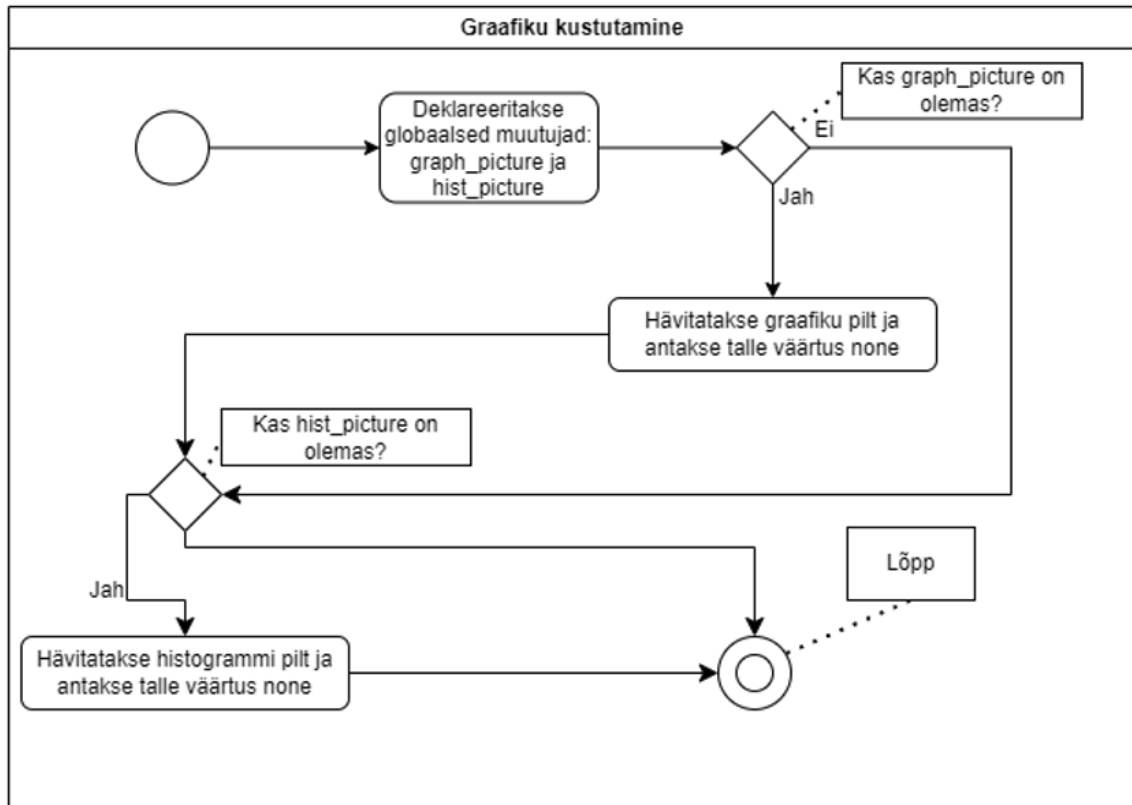 Graafiku kustutamine
Kas graph_picture on
olemas?
Deklareeritakse
globaalsed muutujad:
graph_picture ja
hist_picture
Ei
Jah
Hävitatakse graafiku pilt ja
antakse talle väärtus none
Kas hist_picture on
olemas?
Lõpp
Jah
Hävitatakse histogrammi pilt ja
antakse talle väärtus none